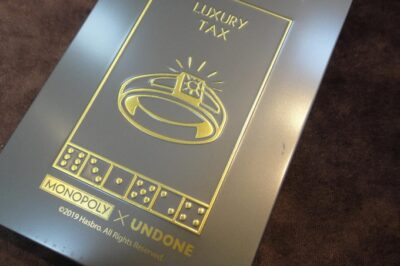 LUXURY
TAX
MONOPOLY X UNDONE
©2019 Hasbro. All Rights Reserved.